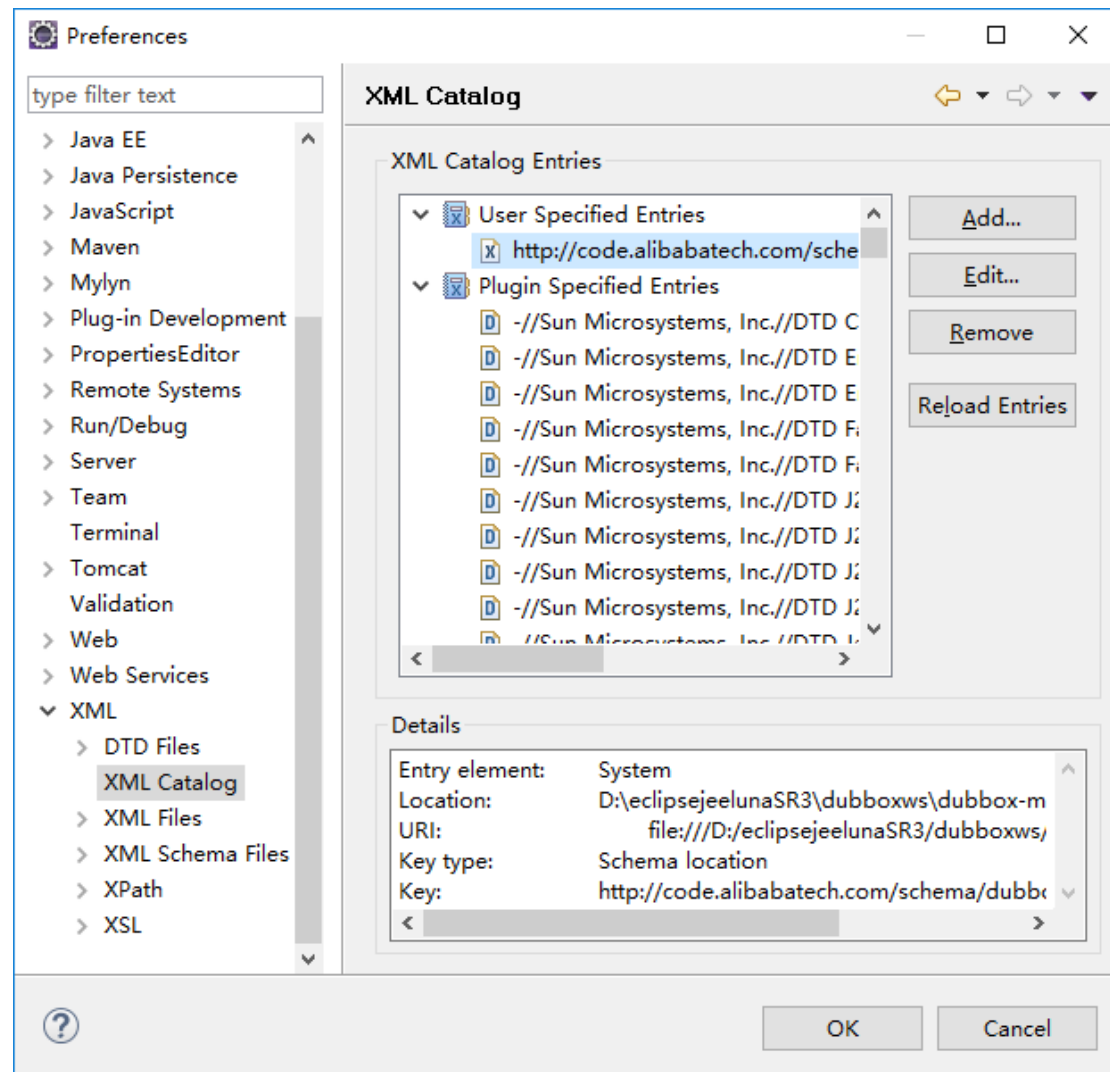 Preferences
type filter text
Java EE
Java Persistence
JavaScript
Maven
Mylyn
Plug-in Development
PropertiesEditor
Remote Systems
Run/Debug
Server
Team
Terminal
Tomcat
Validation
Web
Web Services
XML
DTD Files
XML Catalog
XML Files
XML Schema Files
XPath
XSL
XML Catalog
XML Catalog Entries
User Specified Entries
http://code.alibabatech.com/sche
Plugin Specified Entries
-//Sun Microsystems, Inc.//DTD C
-//Sun Microsystems, Inc.//DTD E
-//Sun Microsystems, Inc.//DTD E
-//Sun Microsystems, Inc.//DTD Fa
-//Sun Microsystems, Inc.//DTD Fa
-//Sun Microsystems, Inc.//DTD J2
-//Sun Microsystems, Inc.//DTD J2
-//Sun Microsystems, Inc.//DTD J2
-//Sun Microsystems, Inc.//DTD J2
-//Sun Microsystems, Inc.//DTD
Add...
Edit...
Remove
Reload Entries
Details
Entry element: System
Location: D:\eclipsejeelunaSR3\dubboxws\dubbox-m
URI: file:///D:/eclipsejeelunaSR3/dubboxws/
Key type: Schema location
Key: http://code.alibabatech.com/schema/dubbo
OK
Cancel